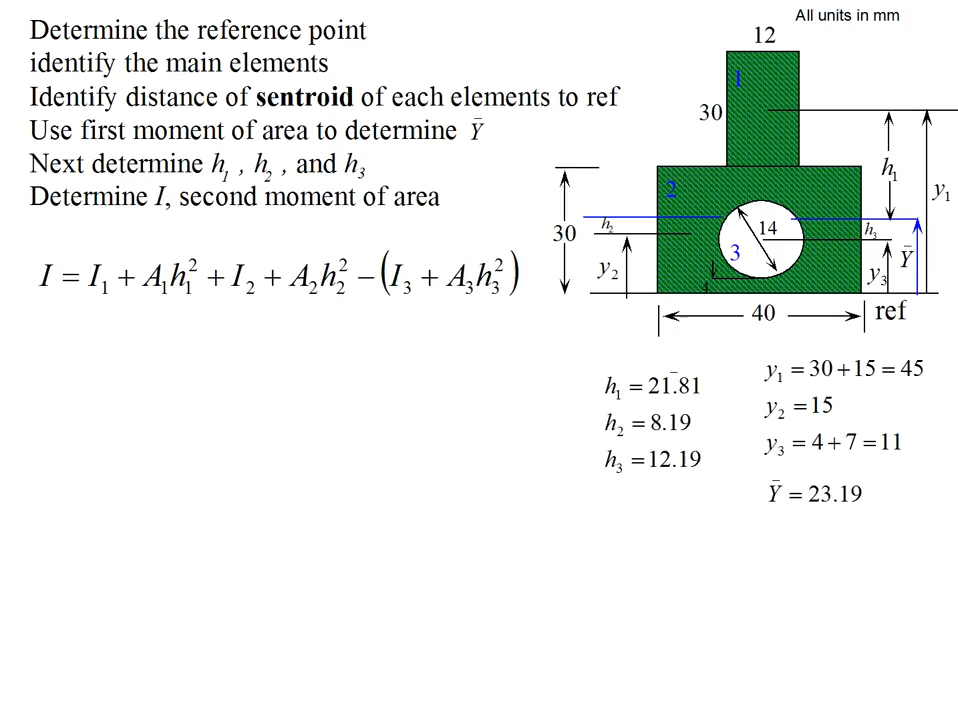 All units in mm
Determine the reference point
identify the main elements
Identify distance of sentroid of each elements to ref
Use first moment of area to determine Ȳ
Next determine h₁ , h₂ , and h₃
Determine I, second moment of area
I = I₁ + A₁h₁² + I₂ + A₂h₂² − (I₃ + A₃h₃²)
12
1
30
h₁
y₁
2
30
h₂
14
h₃
3
y₂
Ȳ
y₃
4
40
ref
h₁ = 21.81
h₂ = 8.19
h₃ = 12.19
y₁ = 30 + 15 = 45
y₂ = 15
y₃ = 4 + 7 = 11
Ȳ = 23.19